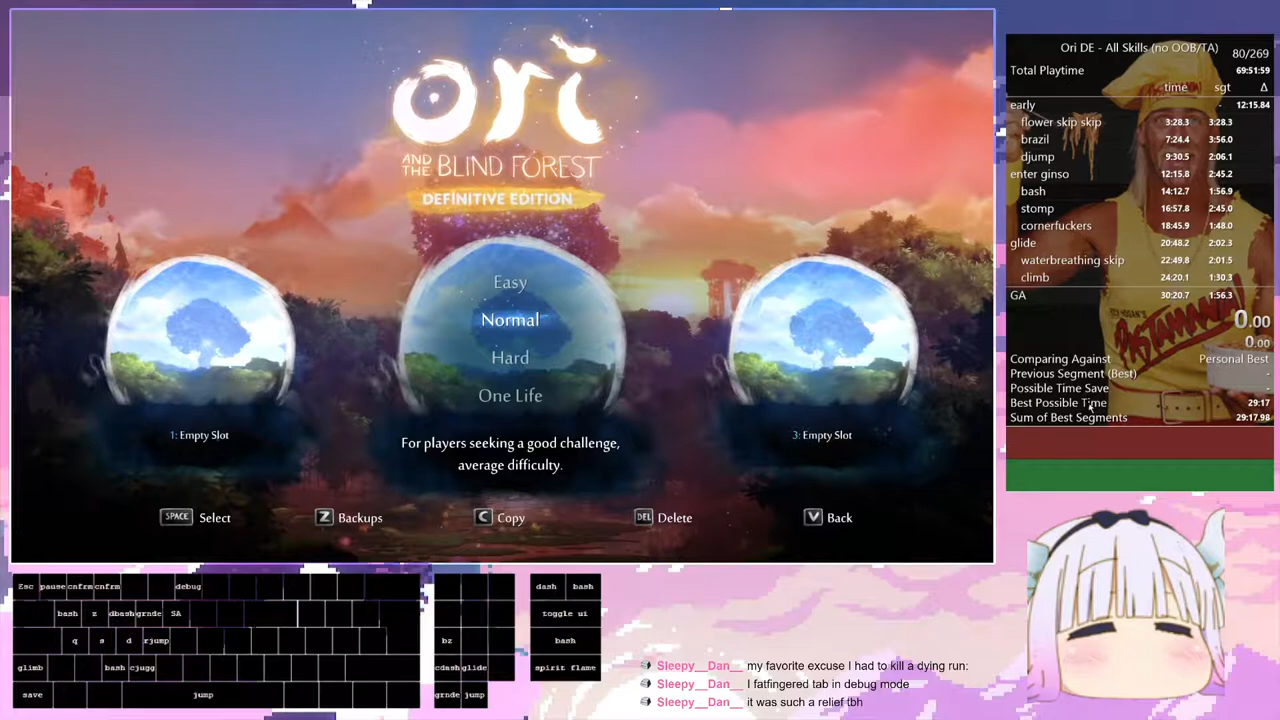 ori
AND THE BLIND FOREST
DEFINITIVE EDITION
Easy
Normal
Hard
One Life
For players seeking a good challenge,
average difficulty.
1: Empty Slot
3: Empty Slot
SPACE Select
Z Backups
C Copy
DEL Delete
V Back
Ori DE - All Skills (no OOB/TA)
80/269
Total Playtime 69:51:59
time sgt Δ
early - 12:15.84
flower skip skip 3:28.3 3:28.3
brazil 7:24.4 3:56.0
djump 9:30.5 2:06.1
enter ginso 12:15.8 2:45.2
bash 14:12.7 1:56.9
stomp 16:57.8 2:45.0
cornerfuckers 18:45.9 1:48.0
glide 20:48.2 2:02.3
waterbreathing skip 22:49.8 2:01.5
climb 24:20.1 1:30.3
GA 30:20.7 1:56.3
0.00
0.00
Comparing Against Personal Best
Previous Segment (Best) -
Possible Time Save -
Best Possible Time 29:17
Sum of Best Segments 29:17.98
PASTAMANIA!
Zsc pause cnfrm cnfrm debug
bash z dbash grnde SA
q s d rjump
glimb bash cjugg
save jump
bz
cdash glide
grnde jump
dash bash
toggle ui
bash
spirit flame
Sleepy__Dan__ my favorite excuse I had to kill a dying run:
Sleepy__Dan__ I fatfingered tab in debug mode
Sleepy__Dan__ it was such a relief tbh